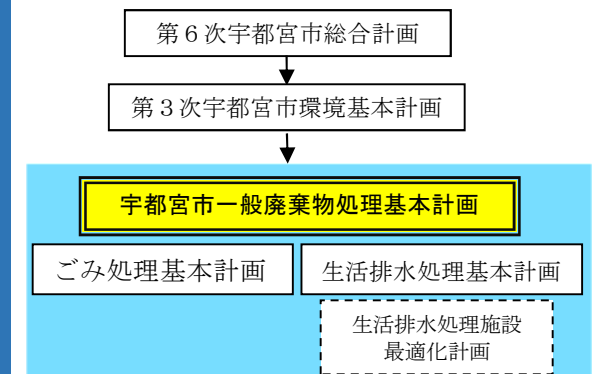 第６次宇都宮市総合計画
第３次宇都宮市環境基本計画
宇都宮市一般廃棄物処理基本計画
ごみ処理基本計画
生活排水処理基本計画
生活排水処理施設
最適化計画